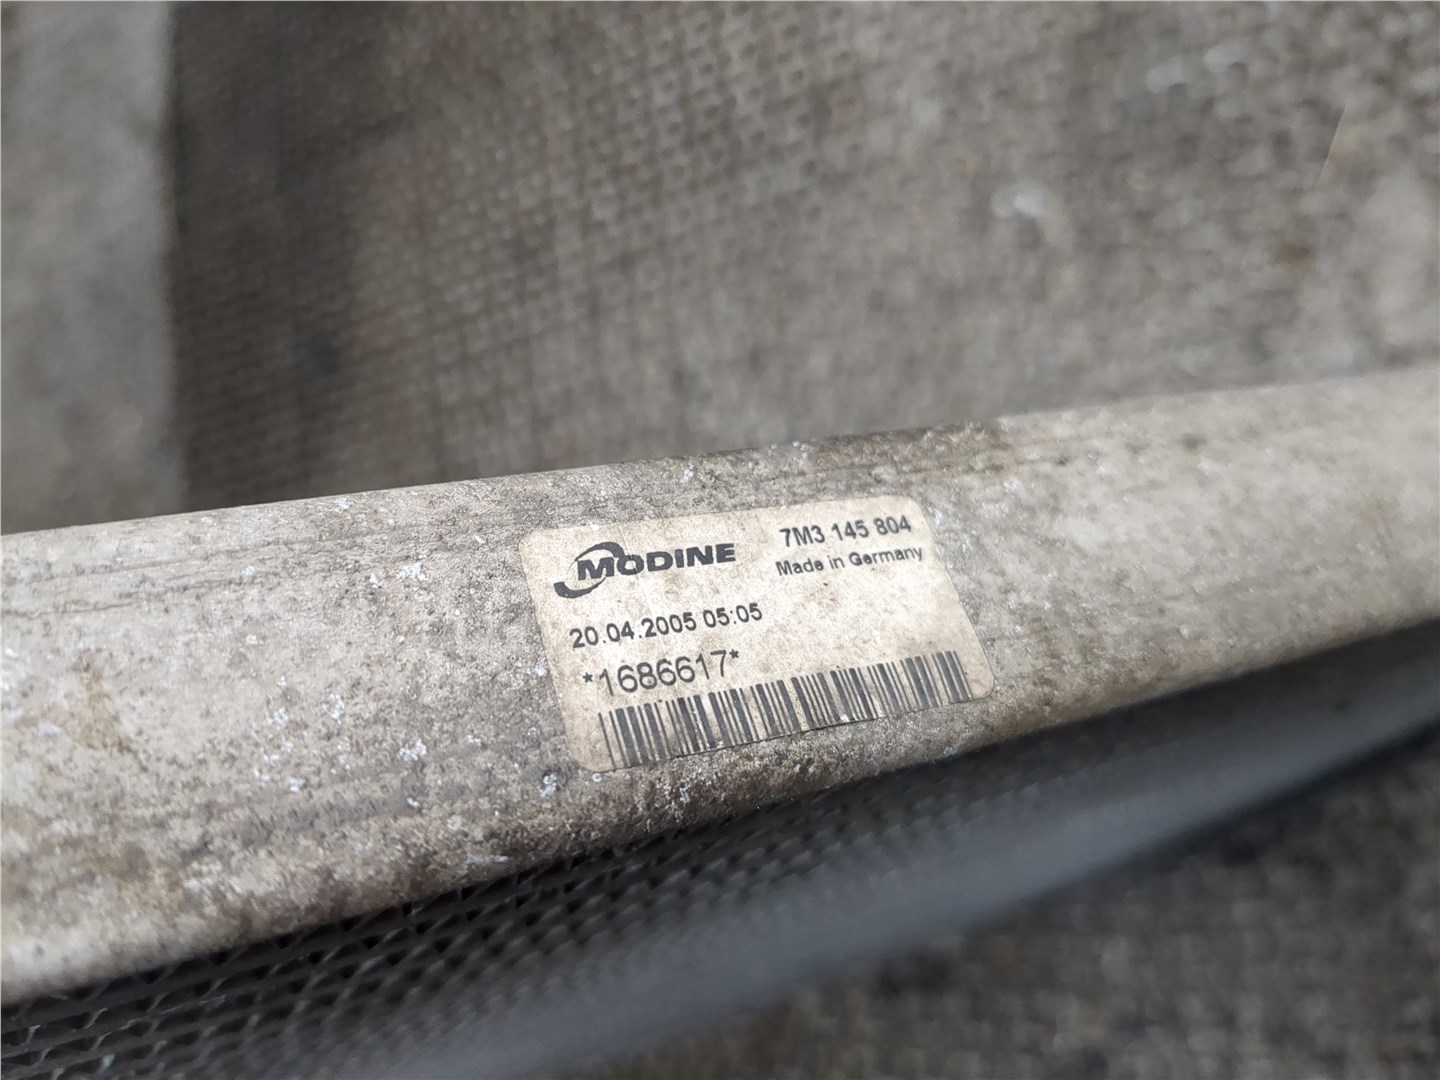 MODINE
7M3 145 804
Made in Germany
20.04.2005 05:05
*1686617*